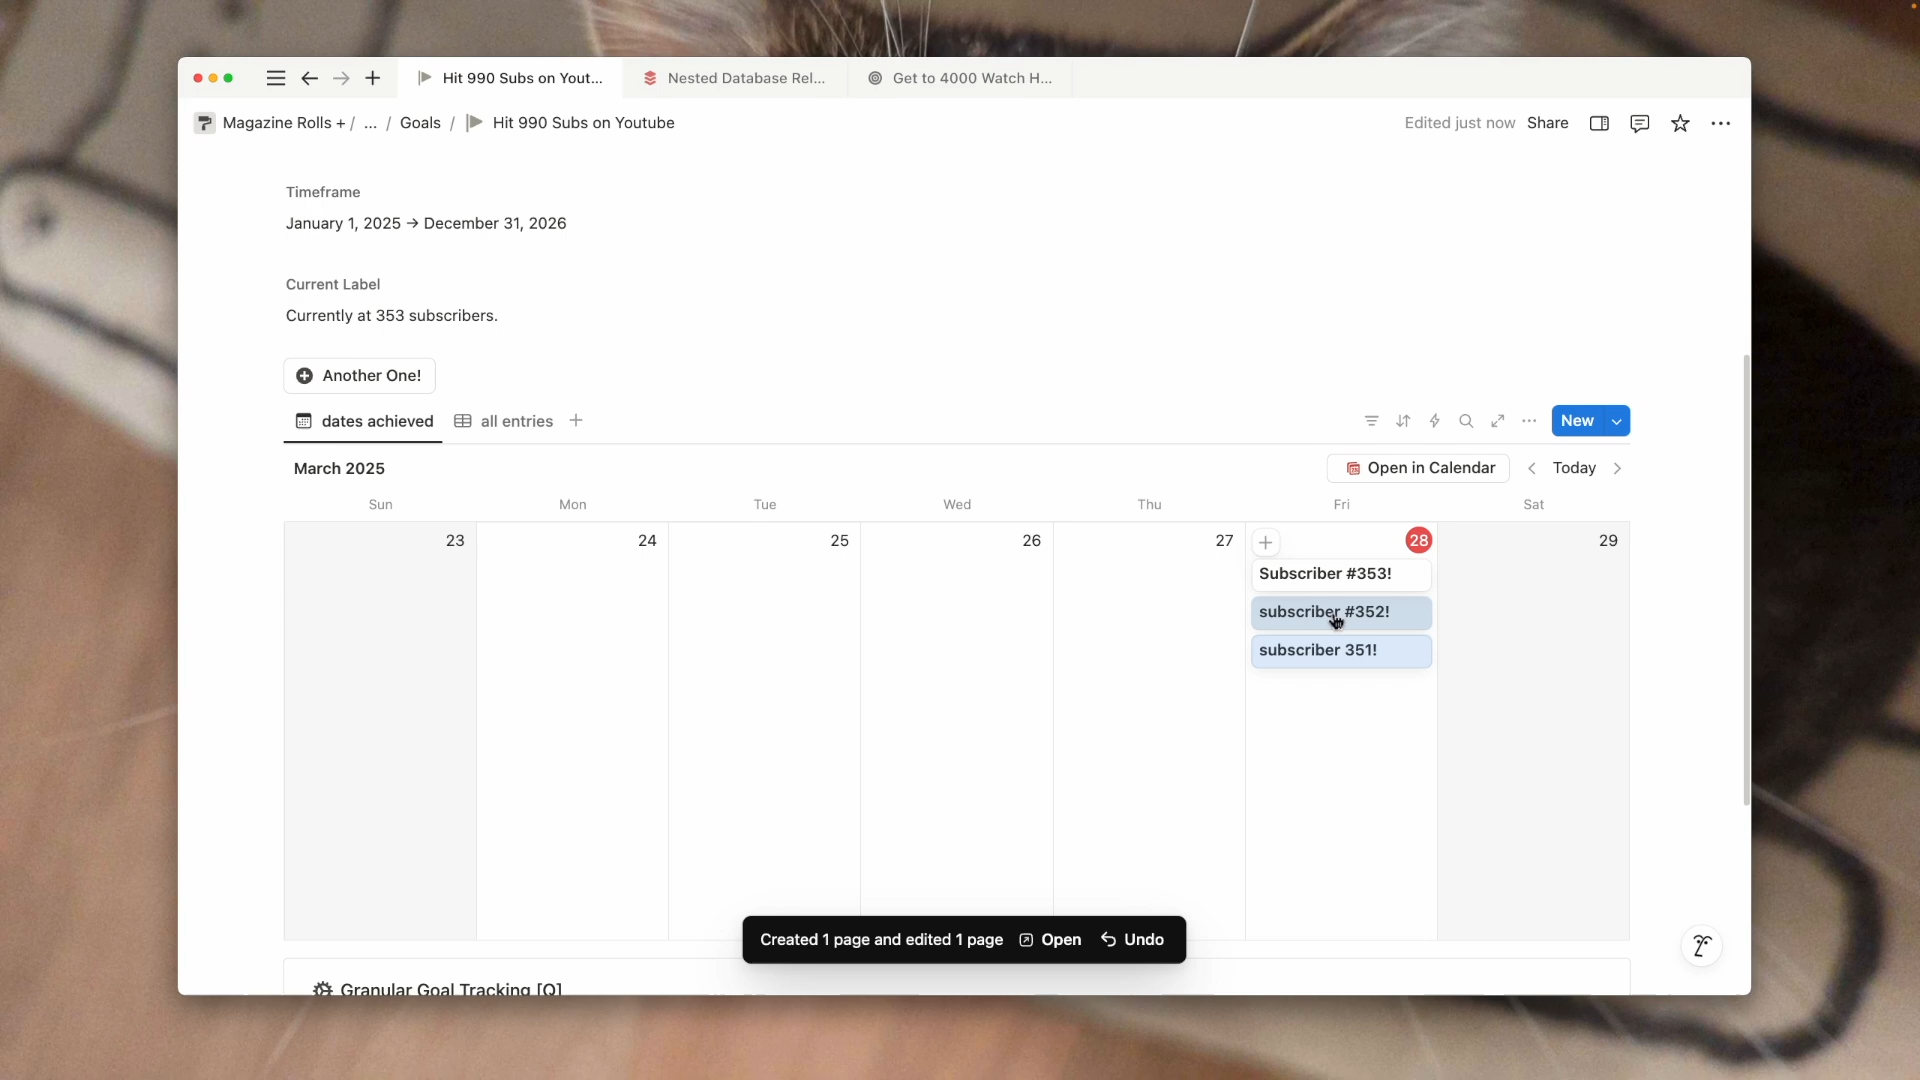 Hit 990 Subs on Yout...
Nested Database Rel...
Get to 4000 Watch H...
Magazine Rolls + / ... / Goals / Hit 990 Subs on Youtube
Edited just now Share
Timeframe
January 1, 2025 → December 31, 2026
Current Label
Currently at 353 subscribers.
Another One!
dates achieved
all entries
New
March 2025
Open in Calendar
Today
Sun Mon Tue Wed Thu Fri Sat
23 24 25 26 27 28 29
Subscriber #353!
subscriber #352!
subscriber 351!
Created 1 page and edited 1 page Open Undo
Granular Goal Tracking [Q]